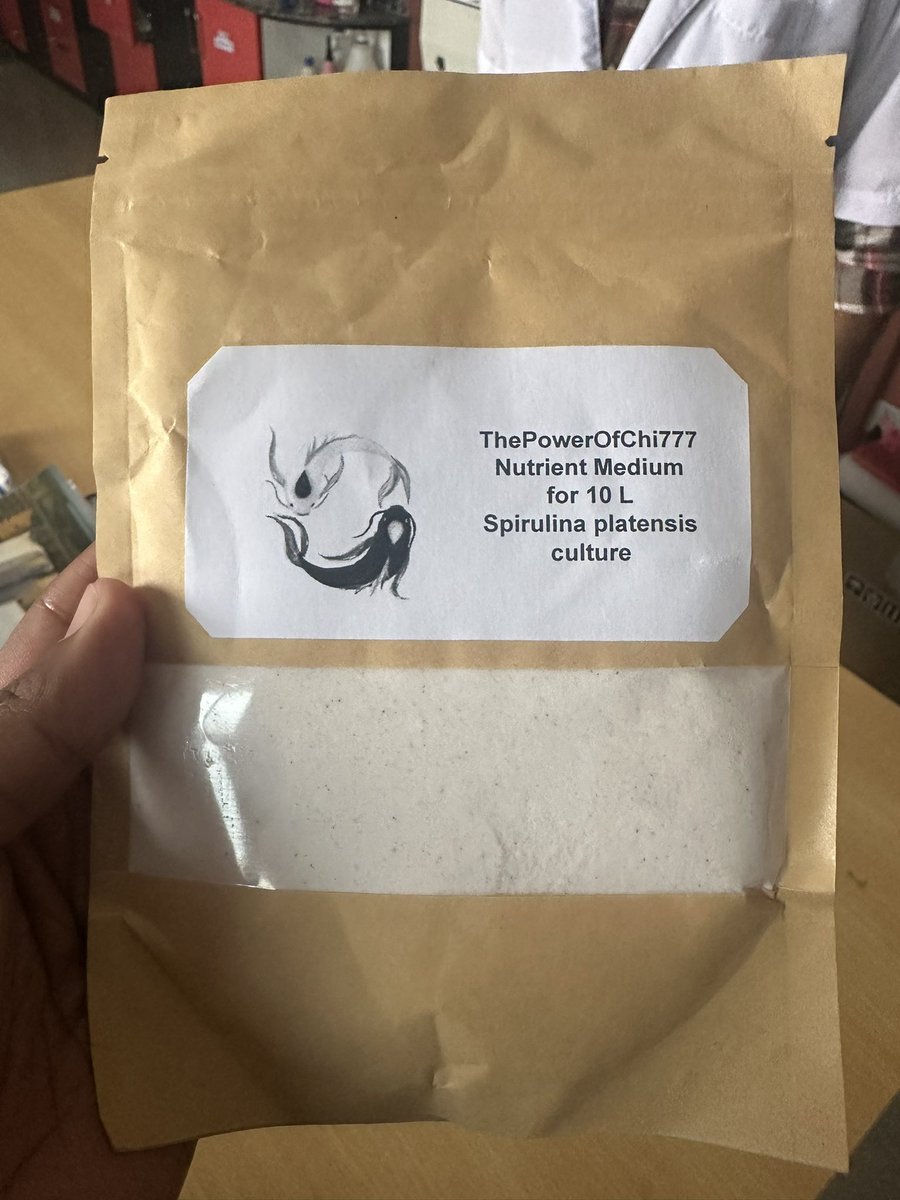 ThePowerOfChi777
Nutrient Medium
for 10 L
Spirulina platensis
culture